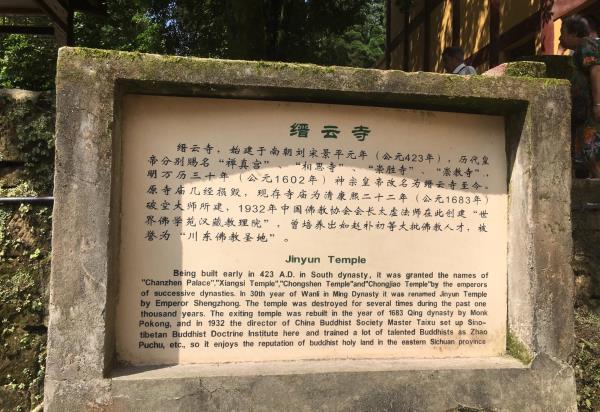 缙云寺
缙云寺，始建于南朝刘宋景平元年（公元423年），历代皇
帝分别赐名“禅真宫”、“相思寺”、“崇胜寺”、“崇教寺”，
明万历三十年（公元1602年）神宗皇帝改名为缙云寺至今。
原寺庙几经损毁，现存寺庙为清康熙二十二年（公元1683年）
破空大师所建，1932年中国佛教协会会长太虚法师在此创建“世
界佛学苑汉藏教理院”，曾培养出如赵朴初等大批佛教人才，被
誉为“川东佛教圣地”。
Jinyun Temple
Being built early in 423 A.D. in South dynasty, it was granted the names of
"Chanzhen Palace","Xiangsi Temple","Chongshen Temple"and"Chongjiao Temple"by the emperors
of successive dynasties. In 30th year of Wanli in Ming Dynasty it was renamed Jinyun Temple
by Emperor Shengzhong. The temple was destroyed for several times during the past one
thousand years. The exiting temple was rebuilt in the year of 1683 Qing dynasty by Monk
Pokong, and in 1932 the director of China Buddhist Society Master Taixu set up Sino-
tibetan Buddhist Doctrine Institute here and trained a lot of talented Buddhists as Zhao
Puchu, etc., so it enjoys the reputation of buddhist holy land in the eastern Sichuan province